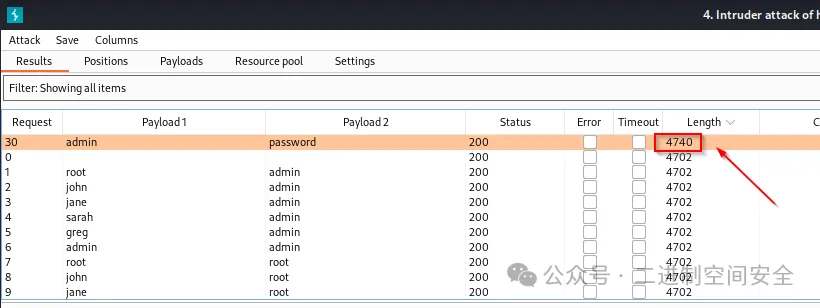 4. Intruder attack of h
Attack Save Columns
Results Positions Payloads Resource pool Settings
Filter: Showing all items
Request Payload 1 Payload 2 Status Error Timeout Length C
30 admin password 200 4740
0 200 4702
1 root admin 200 4702
2 john admin 200 4702
3 jane admin 200 4702
4 sarah admin 200 4702
5 greg admin 200 4702
6 admin admin 200 4702
7 root root 200 4702
8 john root 200 4702
9 jane root 200 4702
公众号 · 二进制空间安全